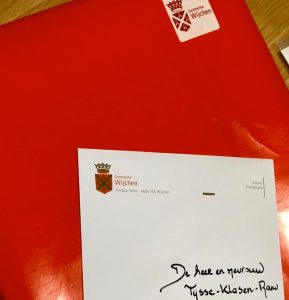 Gemeente
Wijchen
Gemeente
Wijchen
De heer en mevrouw
Tysse-Klasen-Raw